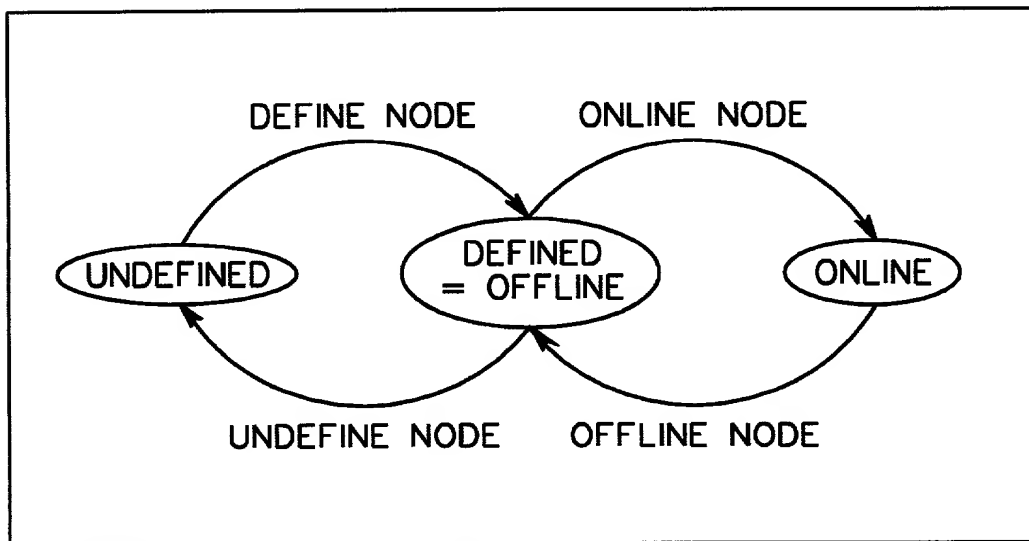 DEFINE NODE
ONLINE NODE
UNDEFINED
DEFINED
= OFFLINE
ONLINE
UNDEFINE NODE
OFFLINE NODE